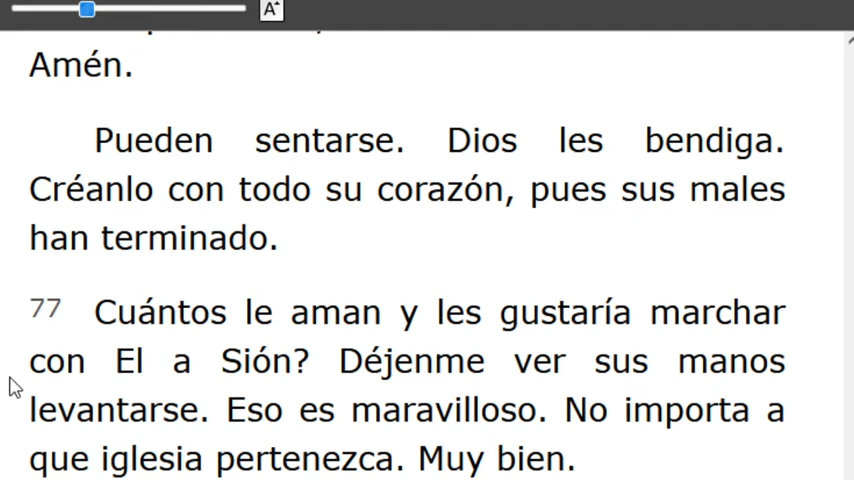 A
Amén.
Pueden sentarse. Dios les bendiga.
Créanlo con todo su corazón, pues sus males
han terminado.
77 Cuántos le aman y les gustaría marchar
con El a Sión? Déjenme ver sus manos
levantarse. Eso es maravilloso. No importa a
que iglesia pertenezca. Muy bien.